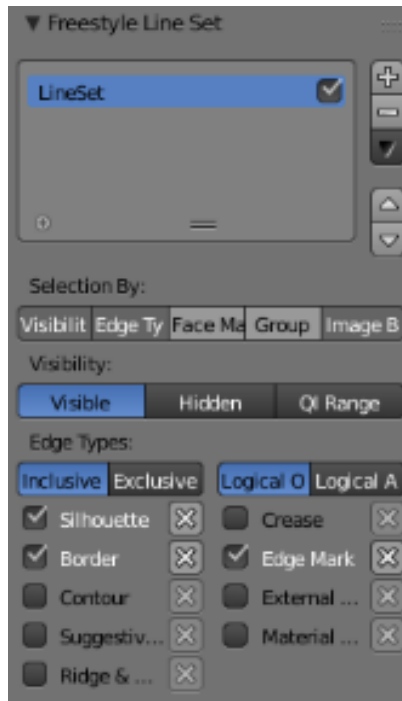 Freestyle Line Set
LineSet
Selection By:
Visibilit Edge Ty Face Ma Group Image B
Visibility:
Visible Hidden QI Range
Edge Types:
Inclusive Exclusive Logical O Logical A
Silhouette Crease
Border Edge Mark
Contour External ...
Suggestiv... Material ...
Ridge & ...